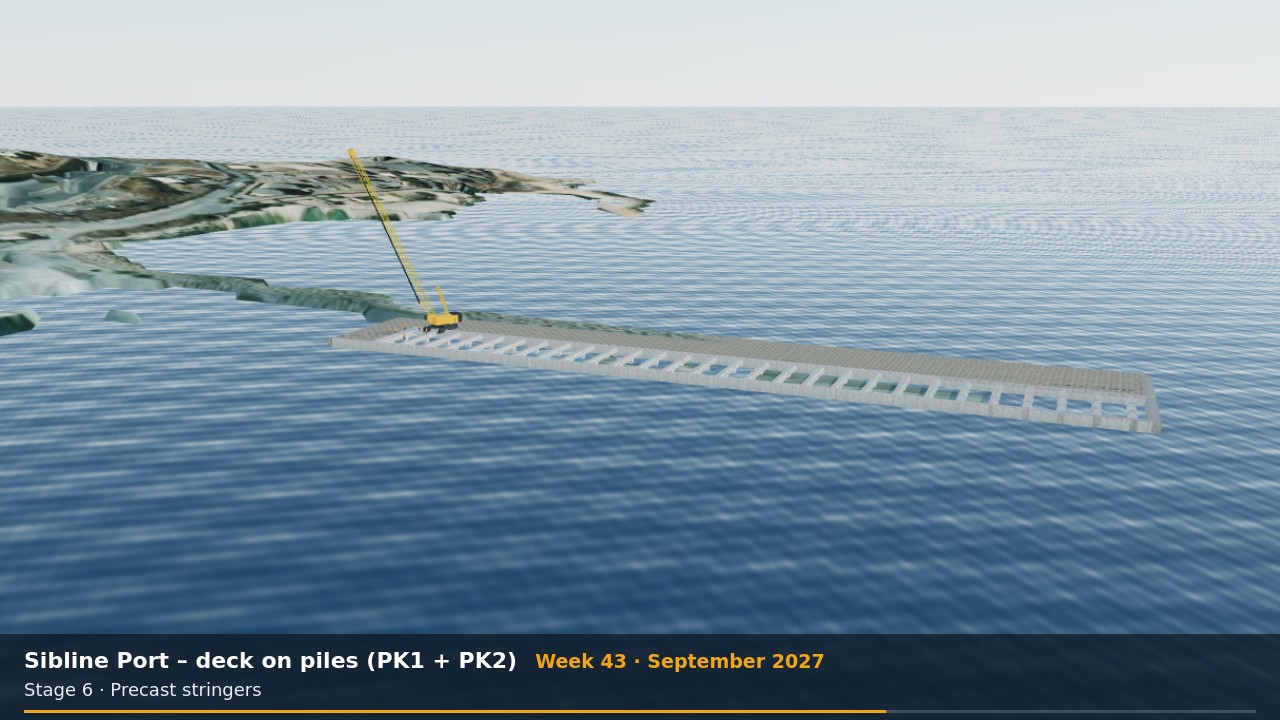 Sibline Port – deck on piles (PK1 + PK2) Week 43 · September 2027
Stage 6 · Precast stringers